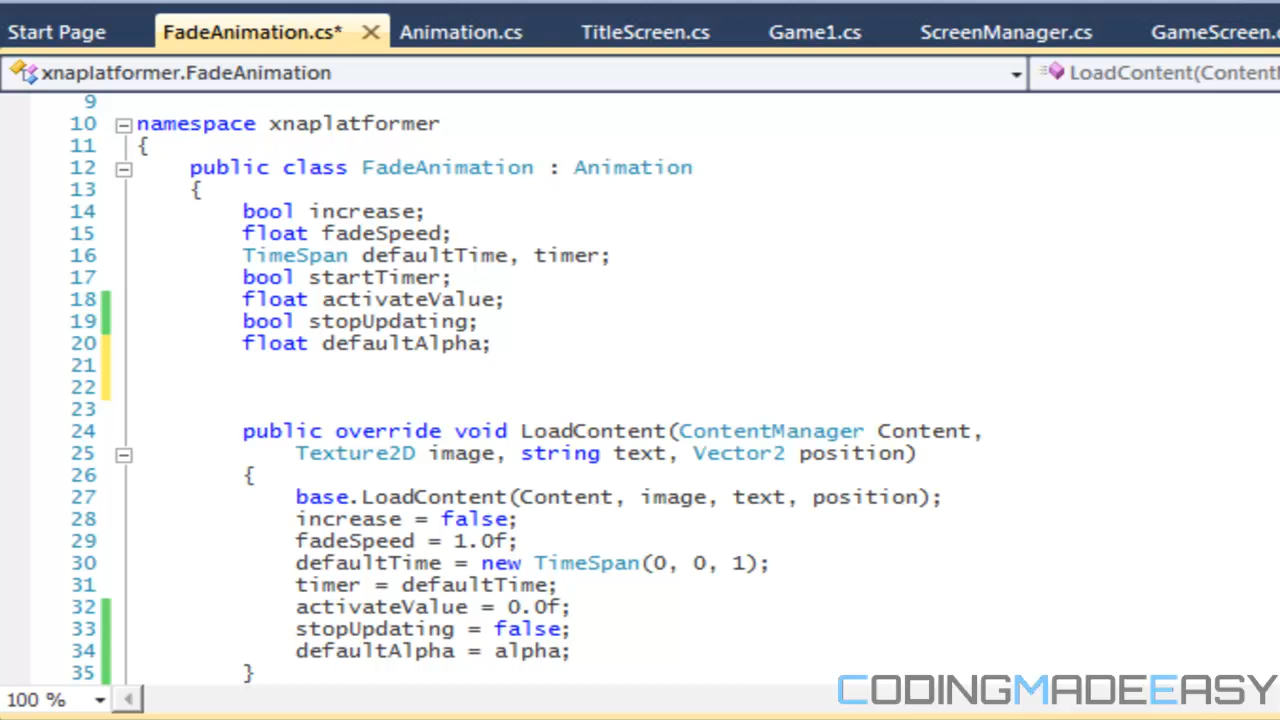 Start Page FadeAnimation.cs* Animation.cs TitleScreen.cs Game1.cs ScreenManager.cs GameScreen.c
xnaplatformer.FadeAnimation LoadContent(Content
9
10 namespace xnaplatformer
11 {
12 public class FadeAnimation : Animation
13 {
14 bool increase;
15 float fadeSpeed;
16 TimeSpan defaultTime, timer;
17 bool startTimer;
18 float activateValue;
19 bool stopUpdating;
20 float defaultAlpha;
21
22
23
24 public override void LoadContent(ContentManager Content,
25 Texture2D image, string text, Vector2 position)
26 {
27 base.LoadContent(Content, image, text, position);
28 increase = false;
29 fadeSpeed = 1.0f;
30 defaultTime = new TimeSpan(0, 0, 1);
31 timer = defaultTime;
32 activateValue = 0.0f;
33 stopUpdating = false;
34 defaultAlpha = alpha;
35 }
100 %
CODINGMADEEASY